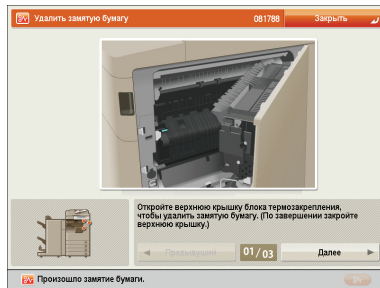 Удалить замятую бумагу 081788 Закрыть
Откройте верхнюю крышку блока термозакрепления,
чтобы удалить замятую бумагу. (По завершении закройте
верхнюю крышку.)
Предыдущая 01/03 Далее
Произошло замятие бумаги.